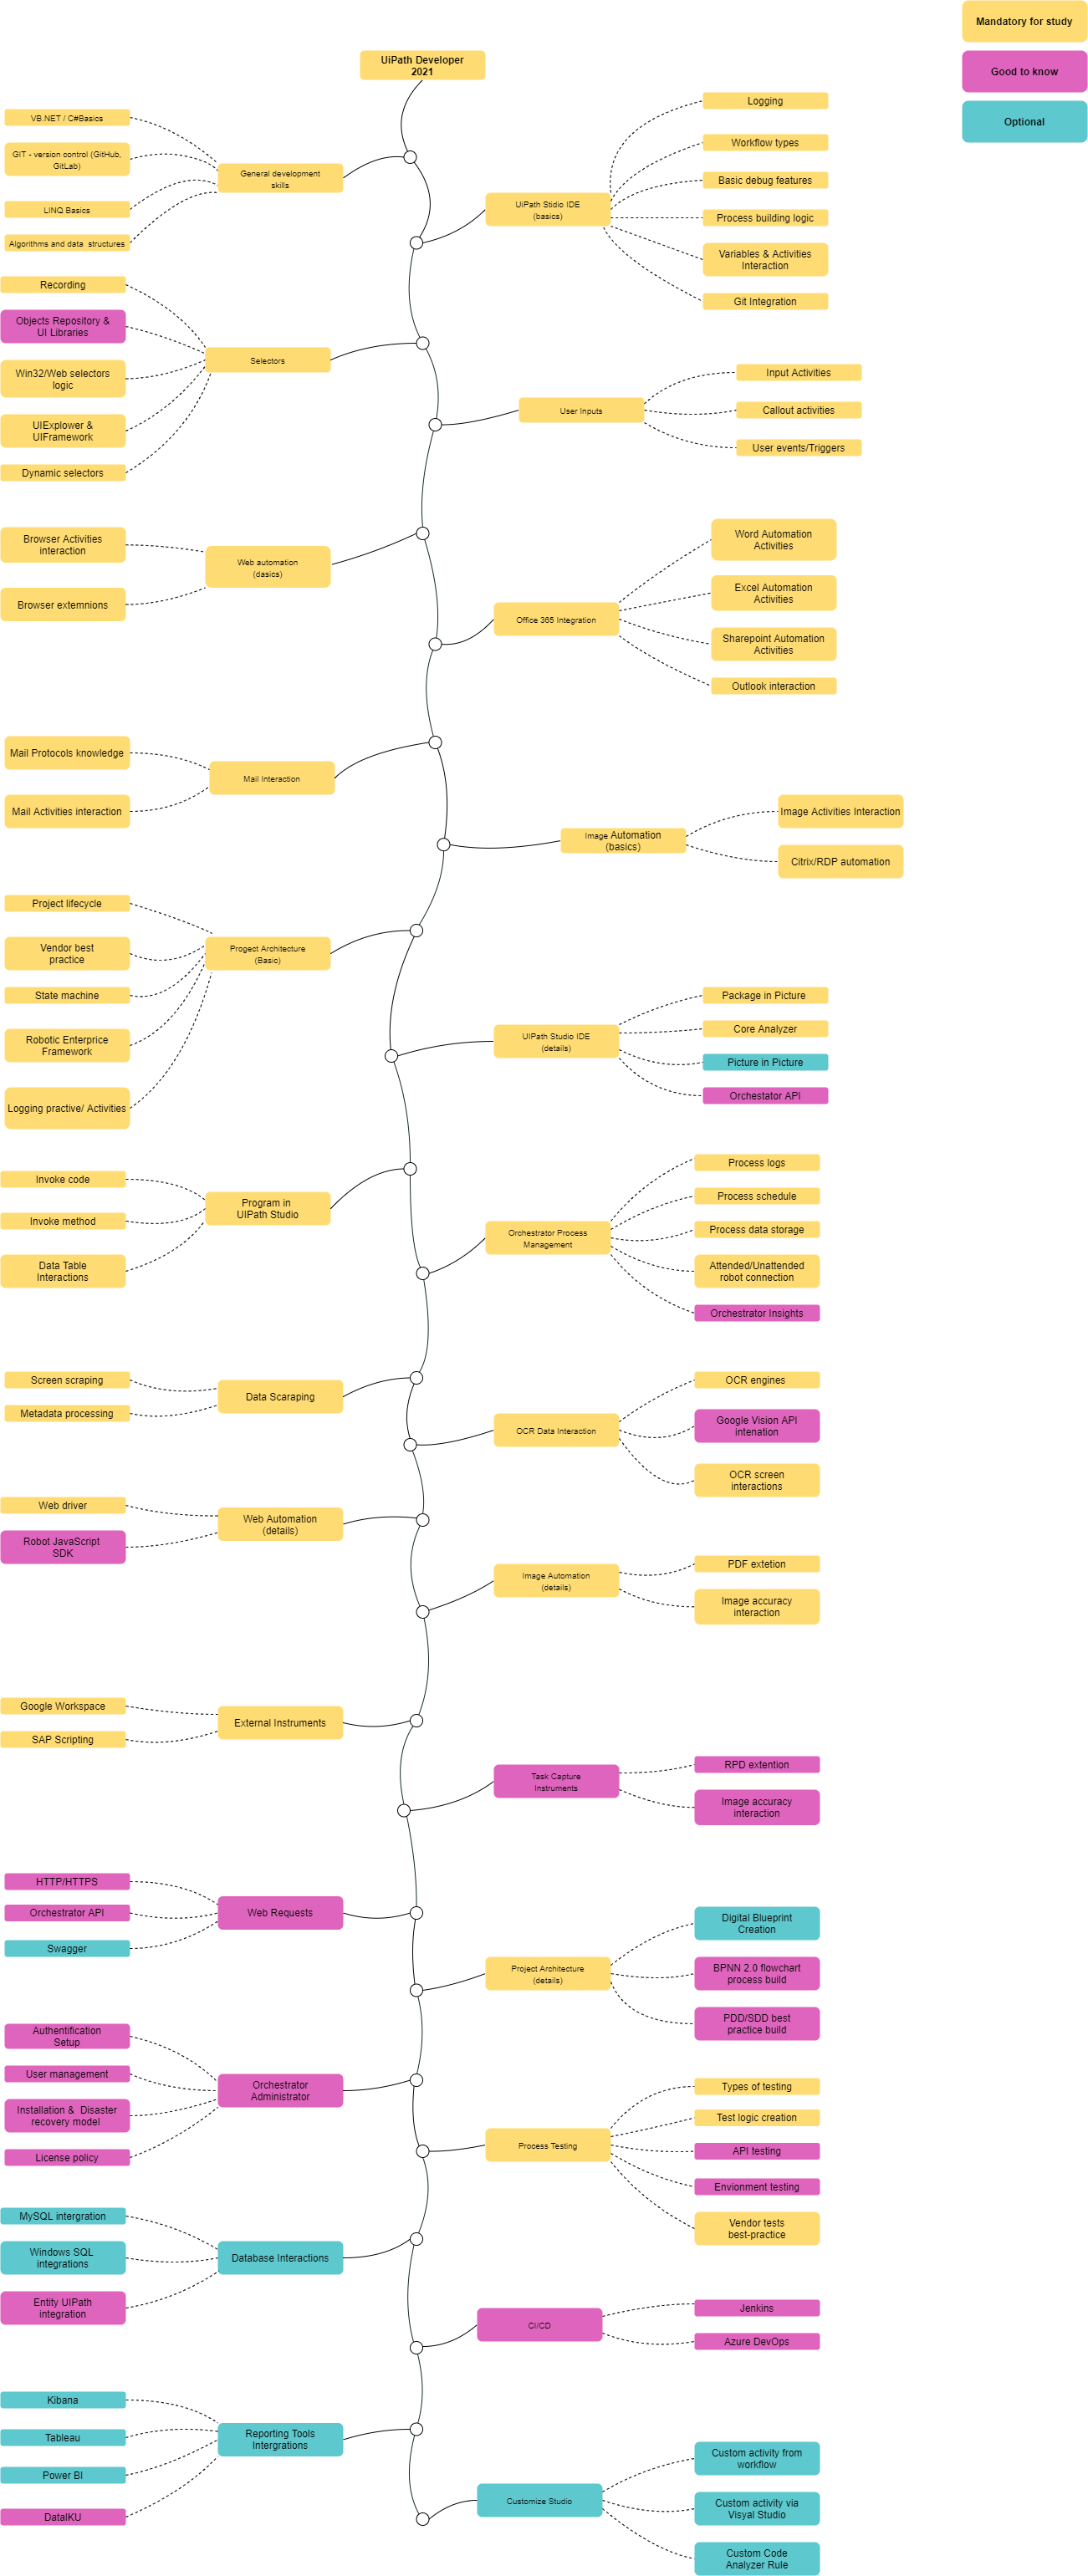 Mandatory for study
Good to know
Optional
UiPath Developer
2021
VB.NET / C#Basics
GIT - version control (GitHub,
GitLab)
LINQ Basics
Algorithms and data  structures
General development
skills
UiPath Stidio IDE
(basics)
Logging
Workflow types
Basic debug features
Process building logic
Variables & Activities
Interaction
Git Integration
Recording
Objects Repository &
UI Libraries
Win32/Web selectors
logic
UIExplower &
UIFramework
Dynamic selectors
Selectors
User Inputs
Input Activities
Callout activities
User events/Triggers
Browser Activities
interaction
Browser extemnions
Web automation
(dasics)
Office 365 Integration
Word Automation
Activities
Excel Automation
Activities
Sharepoint Automation
Activities
Outlook interaction
Mail Protocols knowledge
Mail Activities interaction
Mail Interaction
Image Automation
(basics)
Image Activities Interaction
Citrix/RDP automation
Project lifecycle
Vendor best
practice
State machine
Robotic Enterprice
Framework
Logging practive/ Activities
Progect Architecture
(Basic)
UIPath Studio IDE
(details)
Package in Picture
Core Analyzer
Picture in Picture
Orchestator API
Invoke code
Invoke method
Data Table
Interactions
Program in
UIPath Studio
Orchestrator Process
Management
Process logs
Process schedule
Process data storage
Attended/Unattended
robot connection
Orchestrator Insights
Screen scraping
Metadata processing
Data Scaraping
OCR Data Interaction
OCR engines
Google Vision API
intenation
OCR screen
interactions
Web driver
Robot JavaScript
SDK
Web Automation
(details)
Image Automation
(details)
PDF extetion
Image accuracy
interaction
Google Workspace
SAP Scripting
External Instruments
Task Capture
Instruments
RPD extention
Image accuracy
interaction
HTTP/HTTPS
Orchestrator API
Swagger
Web Requests
Project Architecture
(details)
Digital Blueprint
Creation
BPNN 2.0 flowchart
process build
PDD/SDD best
practice build
Authentification
Setup
User management
Installation &  Disaster
recovery model
License policy
Orchestrator
Administrator
Process Testing
Types of testing
Test logic creation
API testing
Envionment testing
Vendor tests
best-practice
MySQL intergration
Windows SQL
integrations
Entity UIPath
integration
Database Interactions
CI/CD
Jenkins
Azure DevOps
Kibana
Tableau
Power BI
DataIKU
Reporting Tools
Intergrations
Customize Studio
Custom activity from
workflow
Custom activity via
Visyal Studio
Custom Code
Analyzer Rule